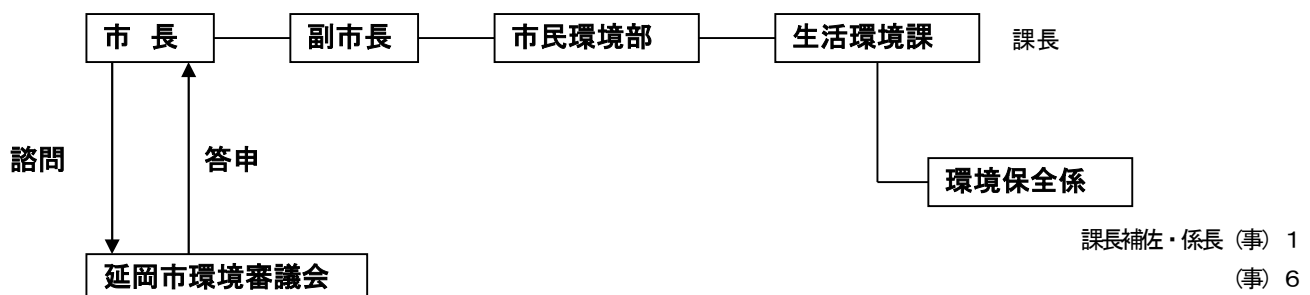 市 長 副市長 市民環境部 生活環境課 課長
諮問 答申
環境保全係
課長補佐・係長（事）1
（事）6
延岡市環境審議会